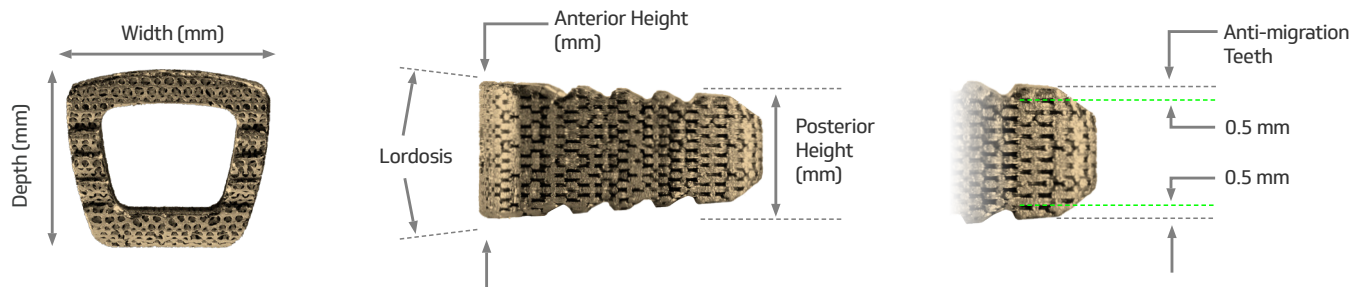 Width (mm)
Depth (mm)
Anterior Height
(mm)
Lordosis
Posterior
Height
(mm)
Anti-migration
Teeth
0.5 mm
0.5 mm